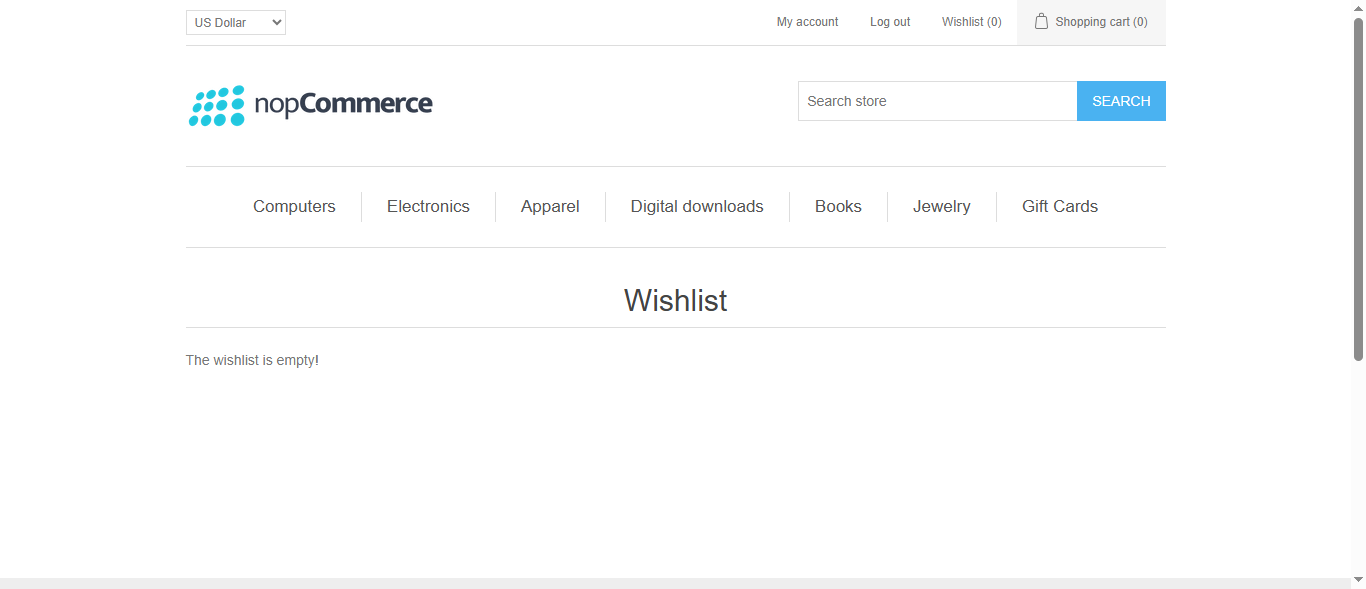 US Dollar
My account
Log out
Wishlist (0)
Shopping cart (0)
nopCommerce
Search store
SEARCH
Computers
Electronics
Apparel
Digital downloads
Books
Jewelry
Gift Cards
Wishlist
The wishlist is empty!